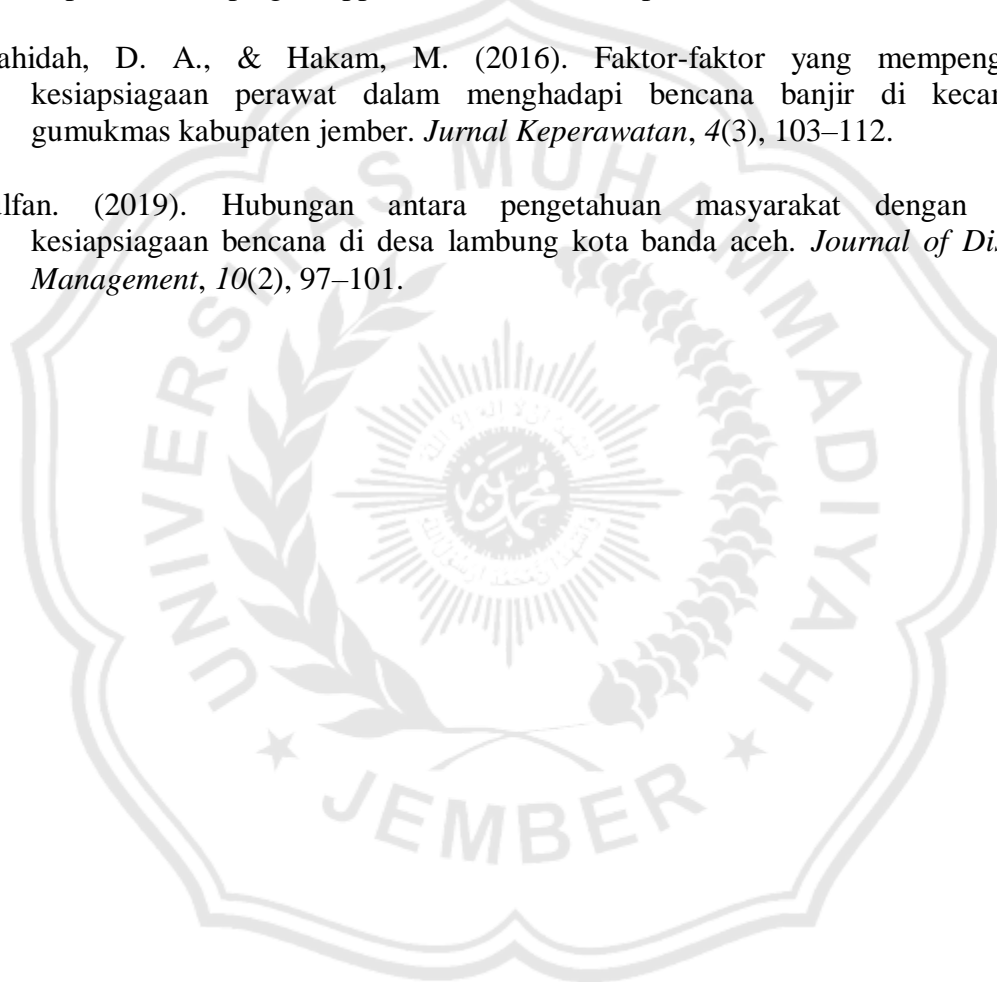 ahidah, D. A., & Hakam, M. (2016). Faktor-faktor yang mempeng
kesiapsiagaan perawat dalam menghadapi bencana banjir di kecar
gumukmas kabupaten jember. Jurnal Keperawatan, 4(3), 103–112.
ulfan. (2019). Hubungan antara pengetahuan masyarakat dengan
kesiapsiagaan bencana di desa lambung kota banda aceh. Journal of Dis
Management, 10(2), 97–101.
UNIVERSITAS MUHAMMADIYAH
JEMBER